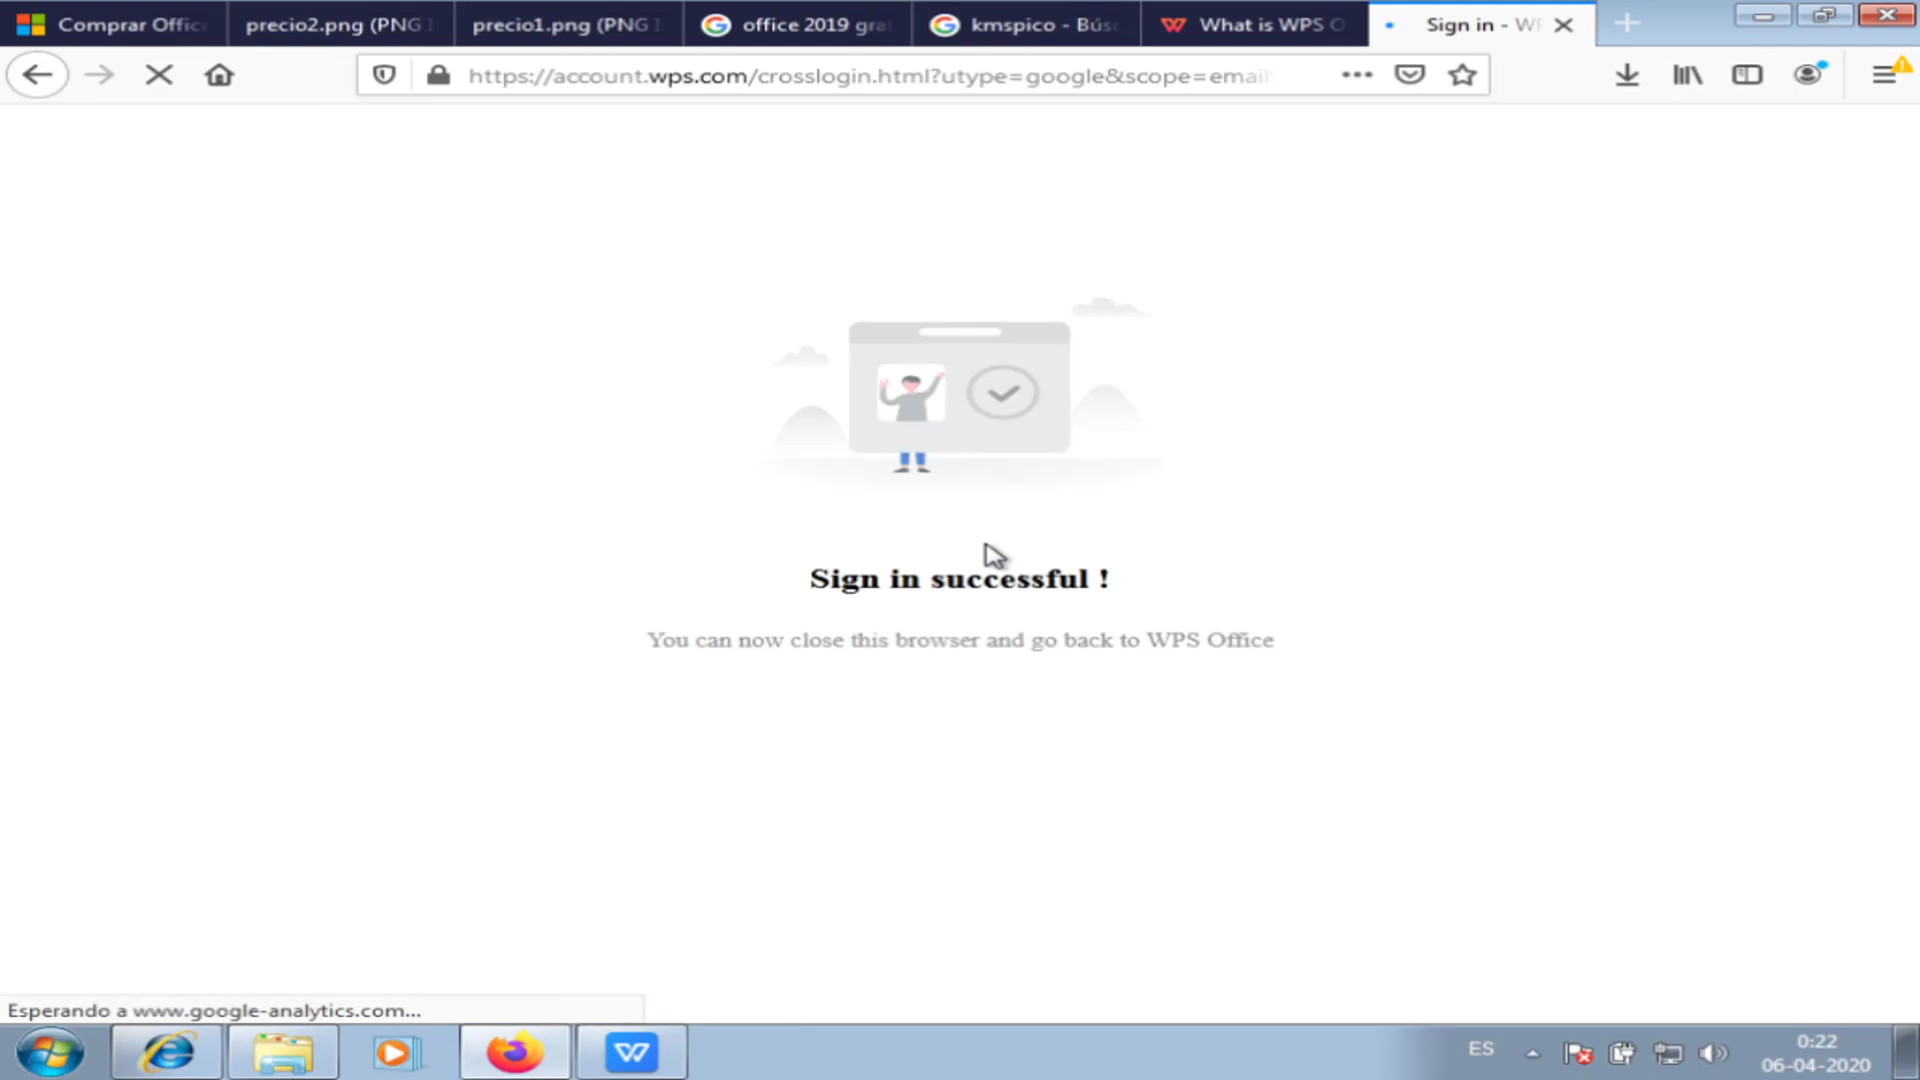 Comprar Offic
precio2.png (PNG
precio1.png (PNG
office 2019 gra
kmspico - Bús
What is WPS O
Sign in - WP
https://account.wps.com/crosslogin.html?utype=google&scope=email
Sign in successful !
You can now close this browser and go back to WPS Office
Esperando a www.google-analytics.com...
ES
0:22
06-04-2020